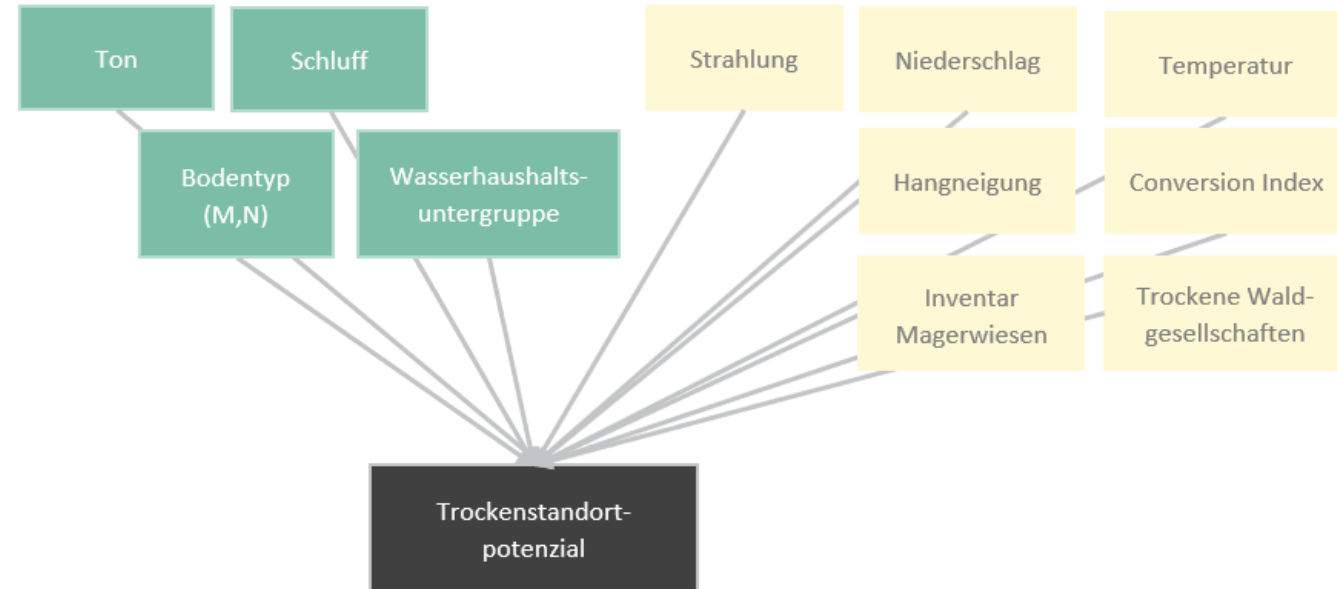 Ton
Schluff
Strahlung
Niederschlag
Temperatur
Bodentyp
(M,N)
Wasserhaushalts-
untergruppe
Hangneigung
Conversion Index
Inventar
Magerwiesen
Trockene Wald-
gesellschaften
Trockenstandort-
potenzial